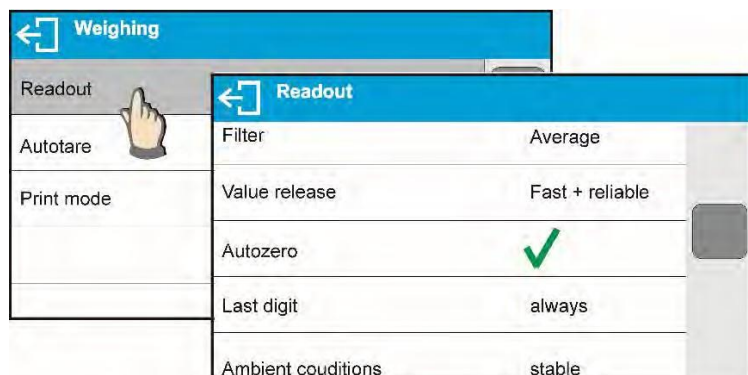 Weighing
Readout
Autotare
Print mode
Readout
Filter Average
Value release Fast + reliable
Autozero
Last digit always
Ambient couditions stable